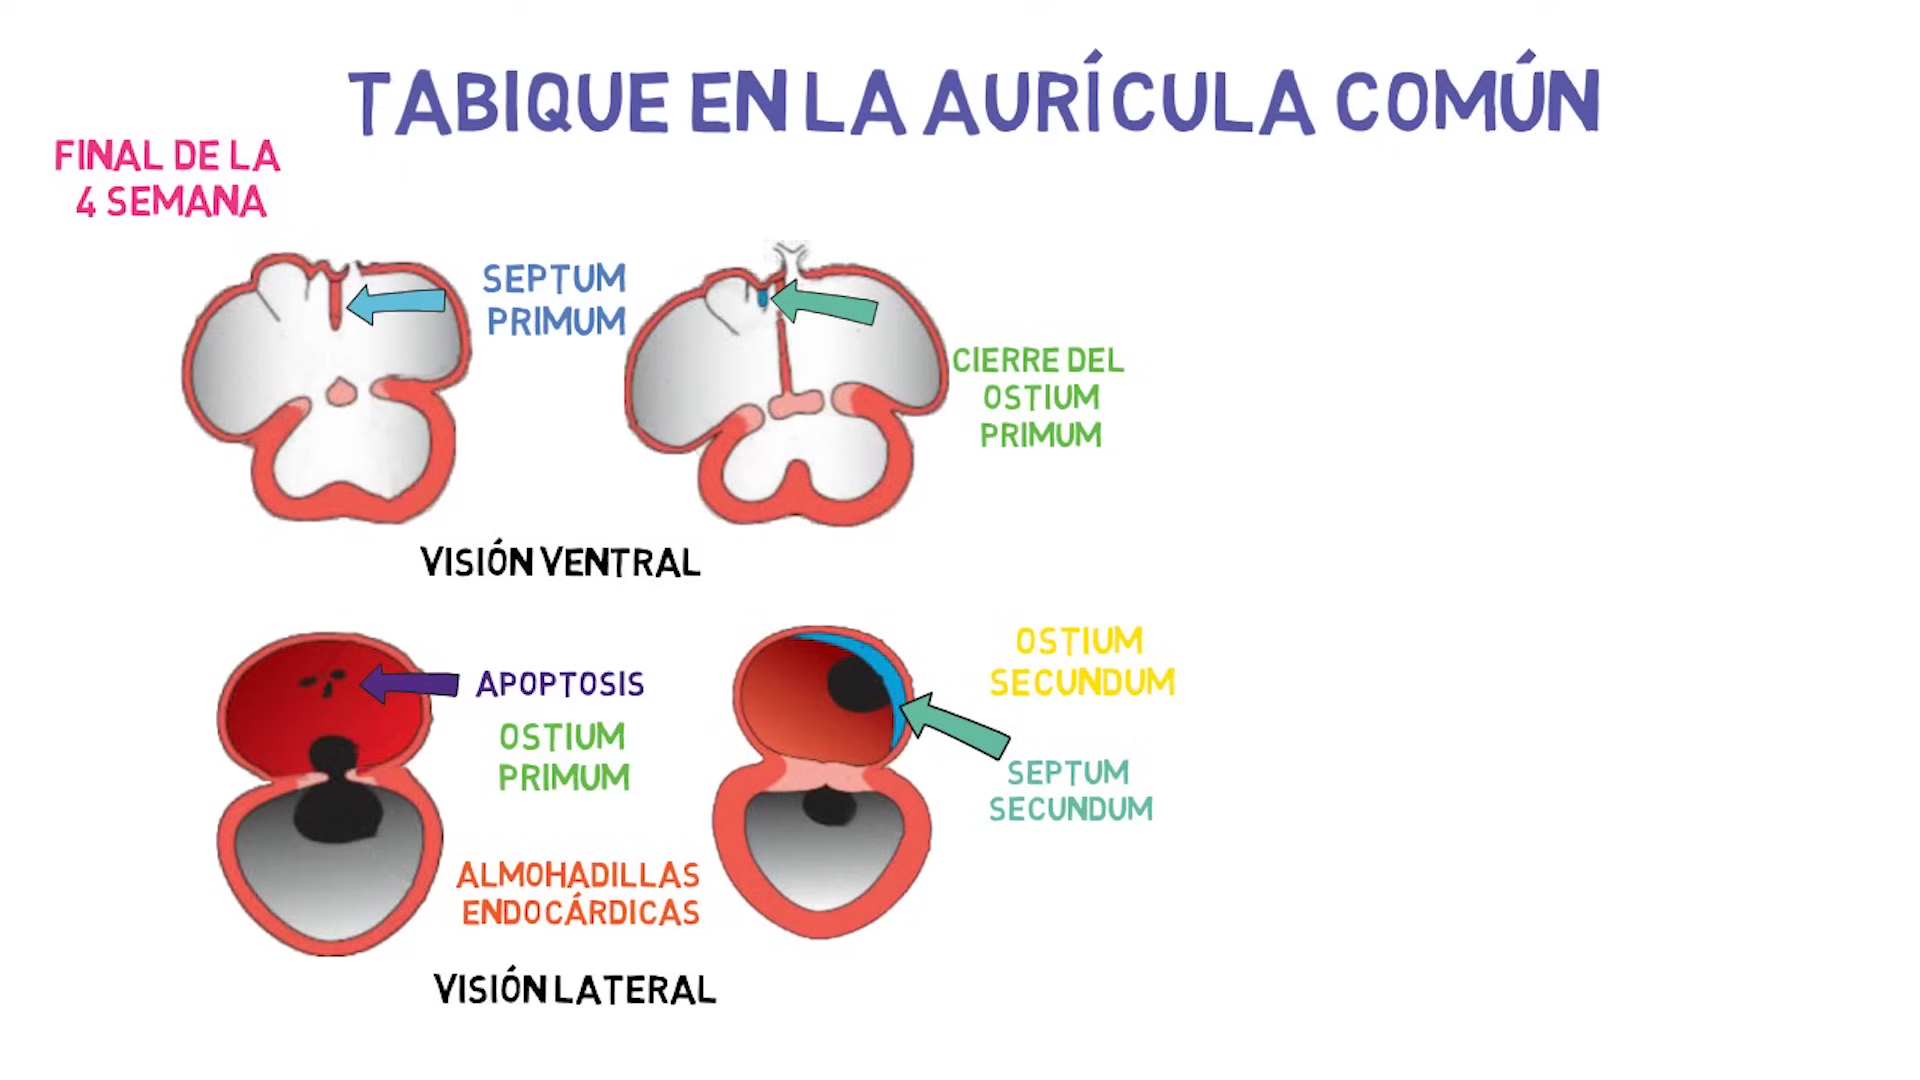 TABIQUE EN LA AURÍCULA COMÚN
FINAL DE LA
4 SEMANA
SEPTUM
PRIMUM
CIERRE DEL
OSTIUM
PRIMUM
VISIÓN VENTRAL
APOPTOSIS
OSTIUM
PRIMUM
OSTIUM
SECUNDUM
SEPTUM
SECUNDUM
ALMOHADILLAS
ENDOCÁRDICAS
VISIÓN LATERAL